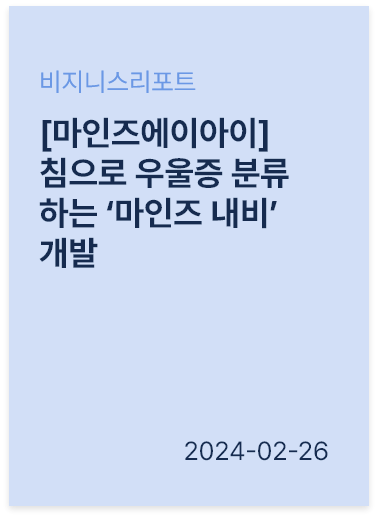 비지니스리포트
[마인즈에이아이]
침으로 우울증 분류
하는 ‘마인즈 내비’
개발
2024-02-26